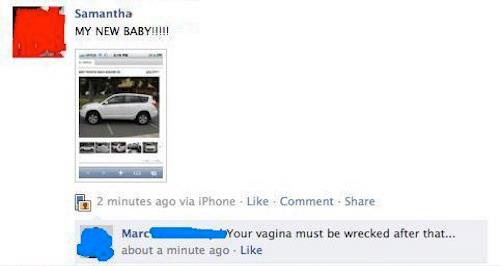 Samantha
MY NEW BABY!!!!!
2 minutes ago via iPhone · Like · Comment · Share
Marc Your vagina must be wrecked after that...
about a minute ago · Like